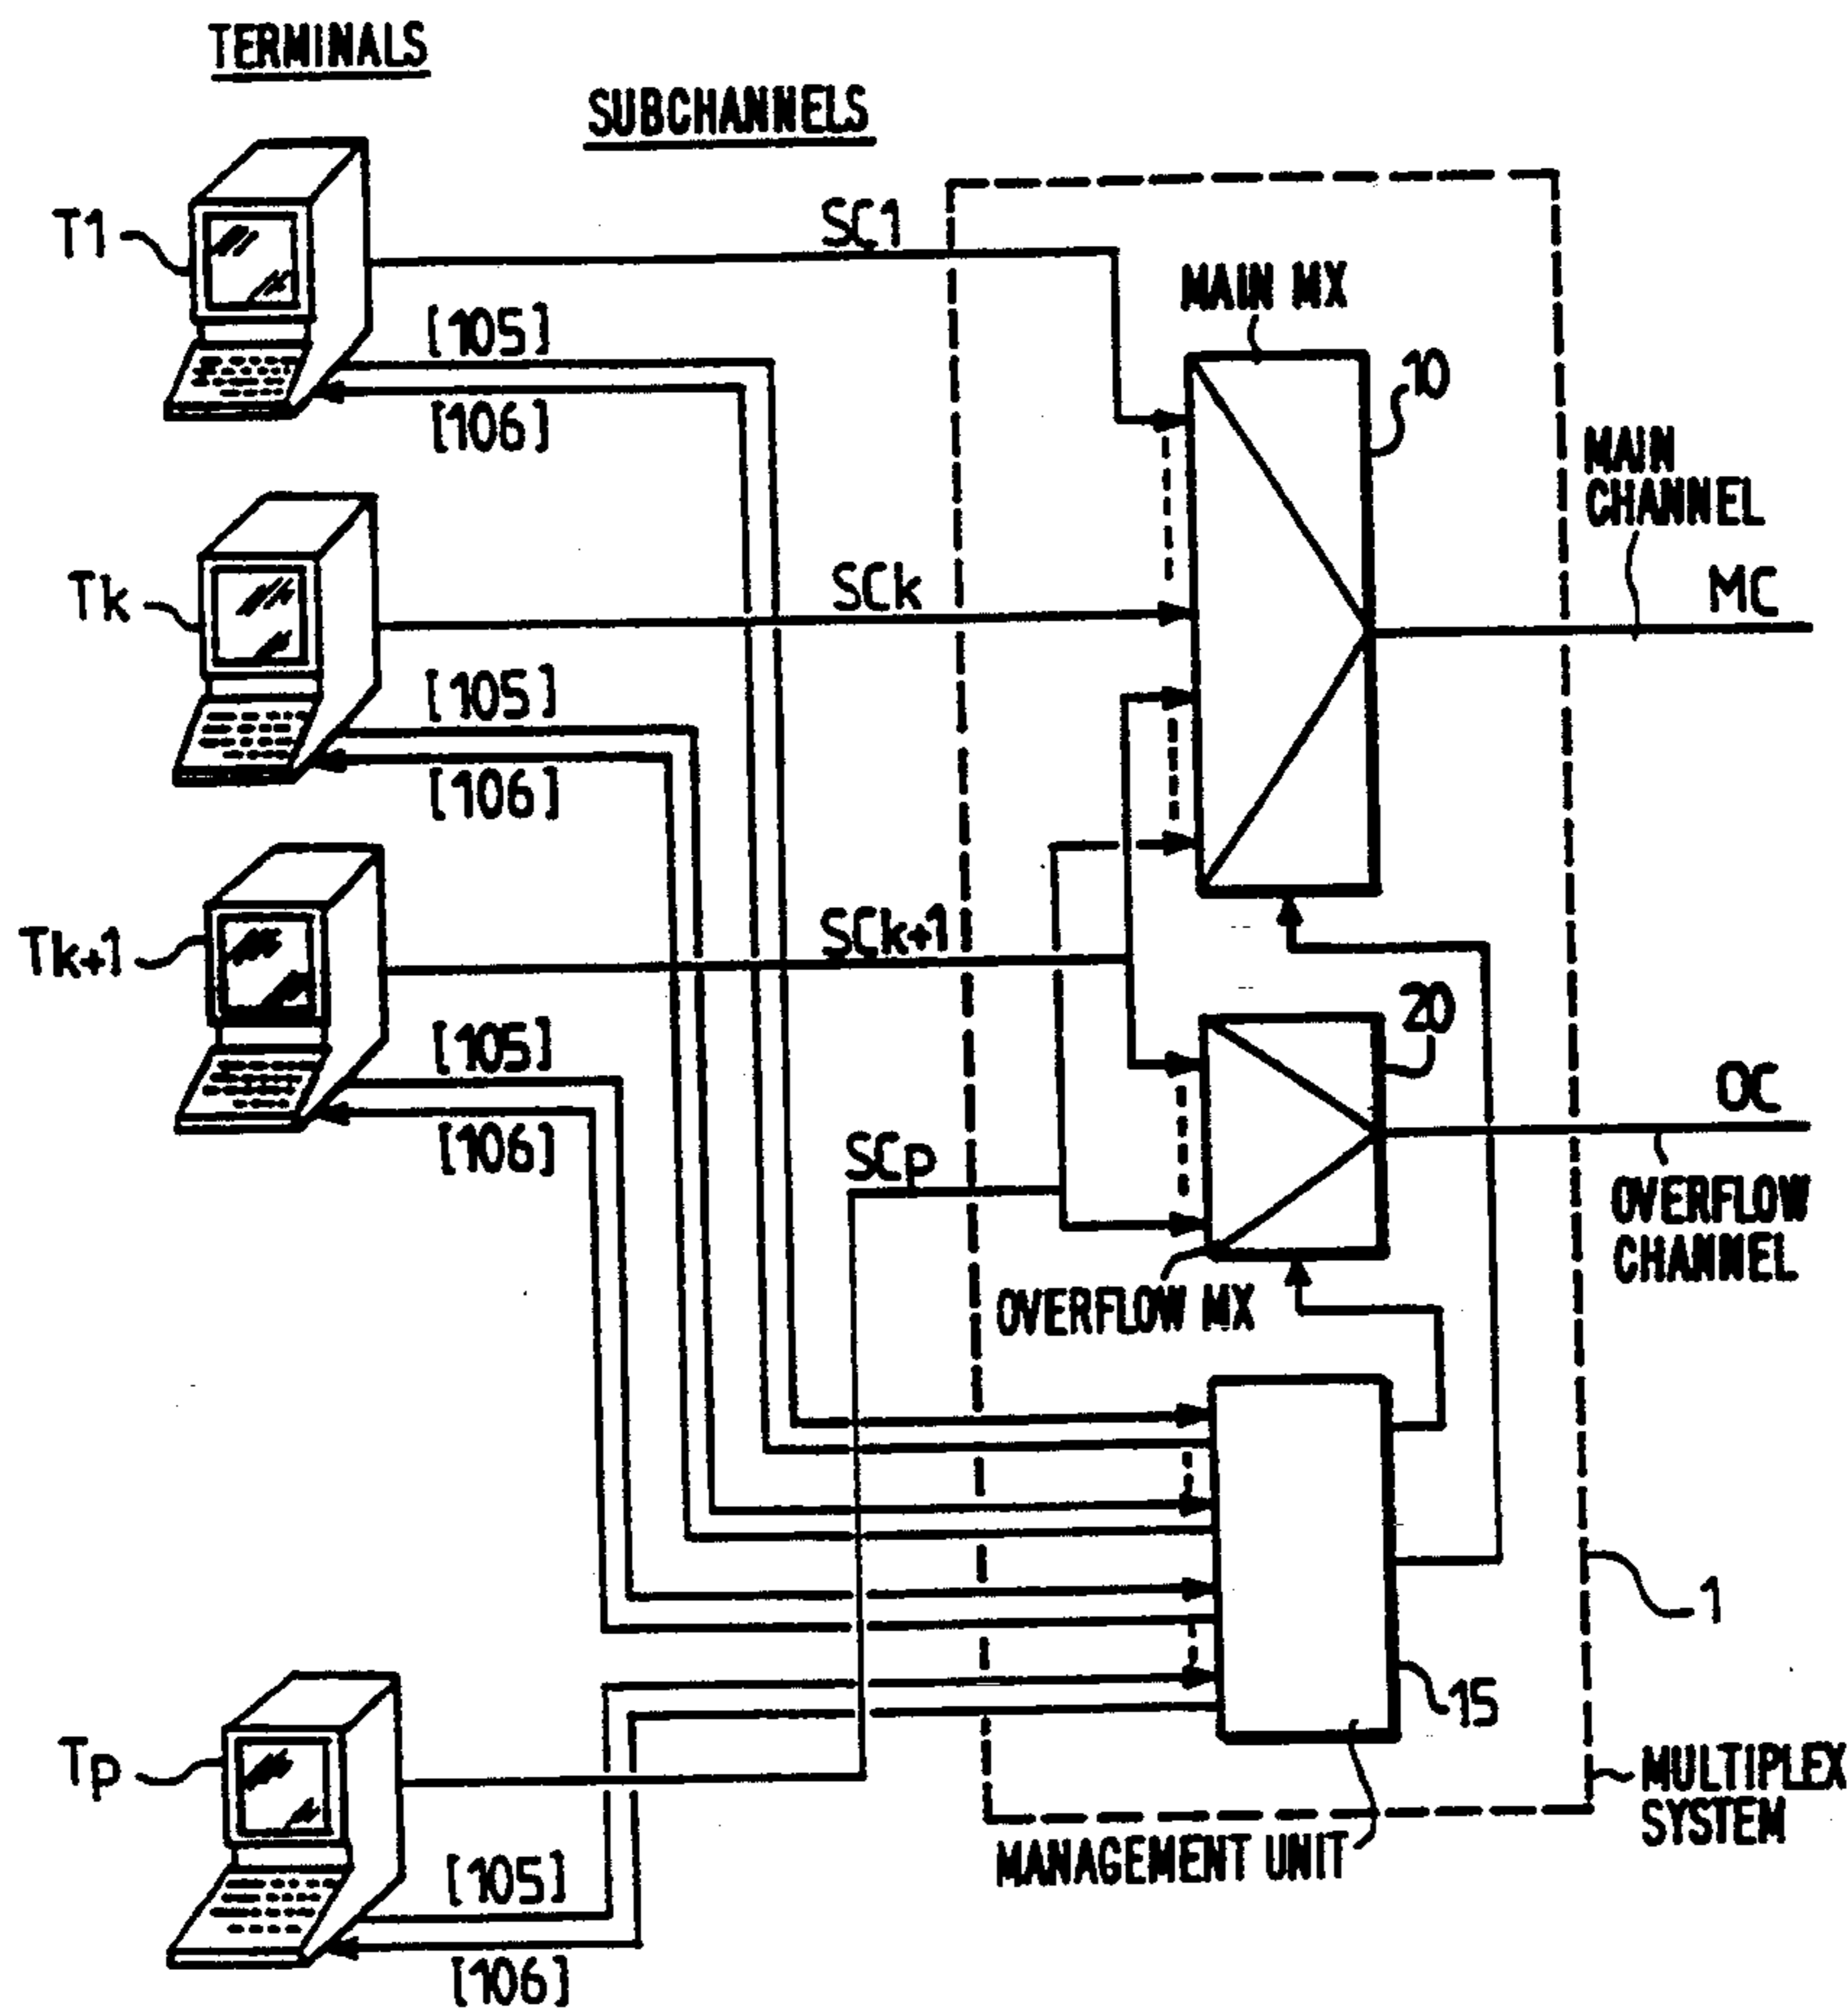 TERMINALS
SUBCHANNELS
T1
SC1
MAIN MX
[105]
10
[106]
MAIN
CHANNEL
Tk
SCk
MC
[105]
[106]
Tk+1
SCk+1
20
[105]
OC
[106]
SCp
OVERFLOW
CHANNEL
OVERFLOW MX
1
15
Tp
MULTIPLEX
SYSTEM
MANAGEMENT UNIT
[105]
[106]